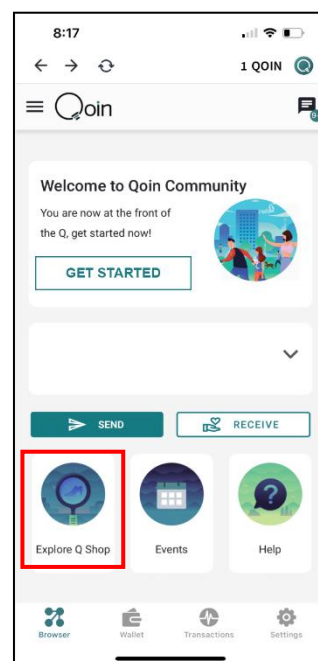 8:17
1 QOIN
Qoin
Welcome to Qoin Community
You are now at the front of
the Q, get started now!
GET STARTED
SEND
RECEIVE
Explore Q Shop
Events
Help
Browser
Wallet
Transactions
Settings